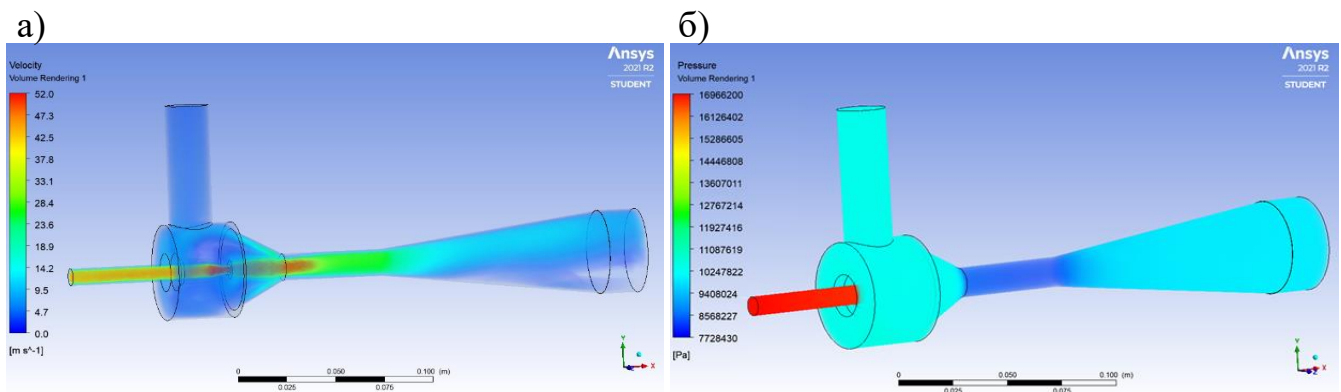 а)
Velocity
Volume Rendering 1
52.0
47.3
42.5
37.8
33.1
28.4
23.6
18.9
14.2
9.5
4.7
0.0
[m s^-1]
Ansys
2021 R2
STUDENT
0
0.050
0.100 (m)
0.025
0.075
Y
X
Z
б)
Pressure
Volume Rendering 1
16966200
16126402
15286605
14446808
13607011
12767214
11927416
11087619
10247822
9408024
8568227
7728430
[Pa]
Ansys
2021 R2
STUDENT
0
0.050
0.100 (m)
0.025
0.075
Y
X
Z